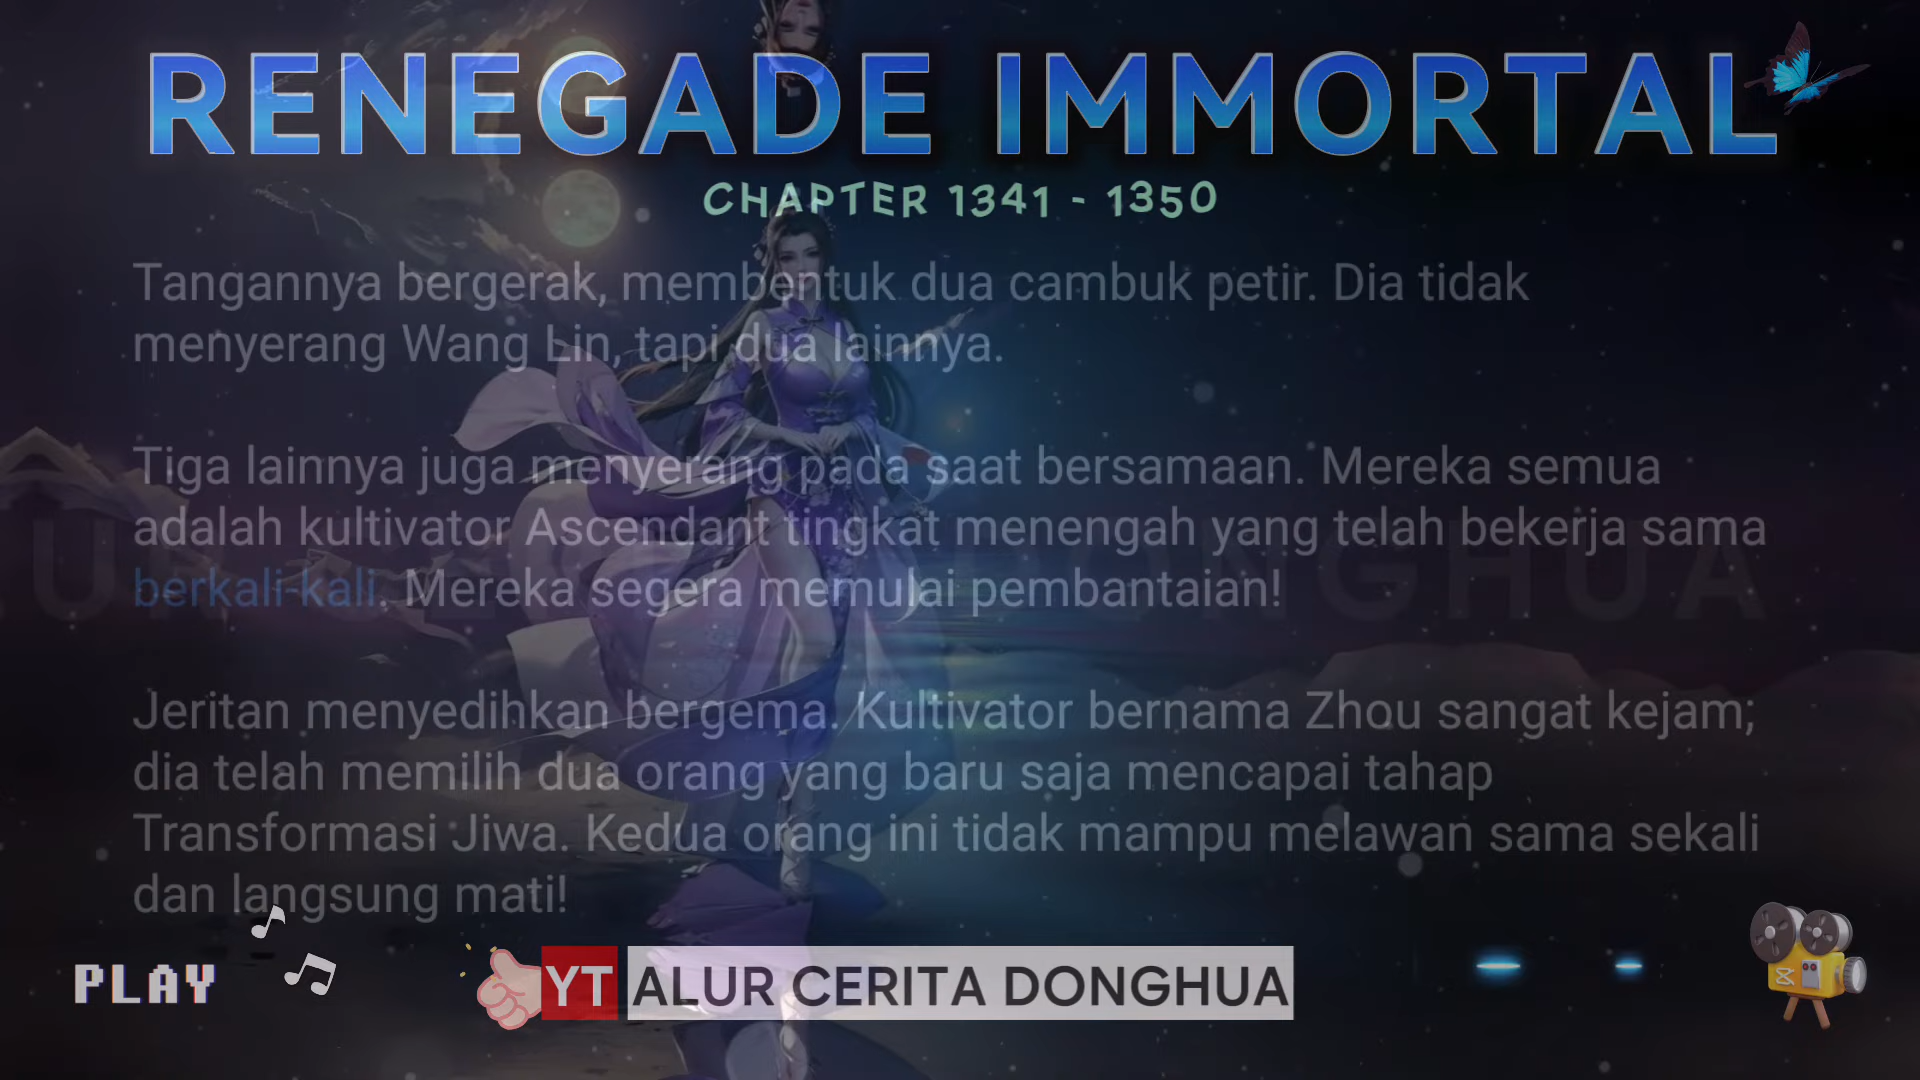 RENEGADE IMMORTAL
CHAPTER 1341 - 1350
Tangannya bergerak, membentuk dua cambuk petir. Dia tidak
menyerang Wang Lin, tapi dua lainnya.
Tiga lainnya juga menyerang pada saat bersamaan. Mereka semua
adalah kultivator Ascendant tingkat menengah yang telah bekerja sama
berkali-kali. Mereka segera memulai pembantaian!
Jeritan menyedihkan bergema. Kultivator bernama Zhou sangat kejam;
dia telah memilih dua orang yang baru saja mencapai tahap
Transformasi Jiwa. Kedua orang ini tidak mampu melawan sama sekali
dan langsung mati!
PLAY
YT ALUR CERITA DONGHUA